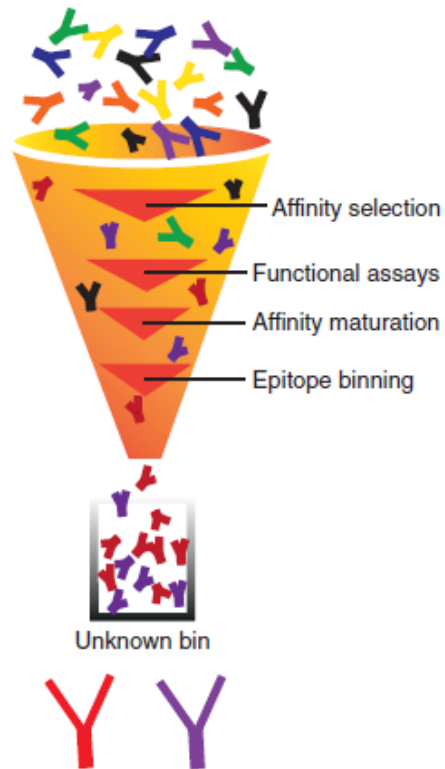 Affinity selection
Functional assays
Affinity maturation
Epitope binning
Unknown bin